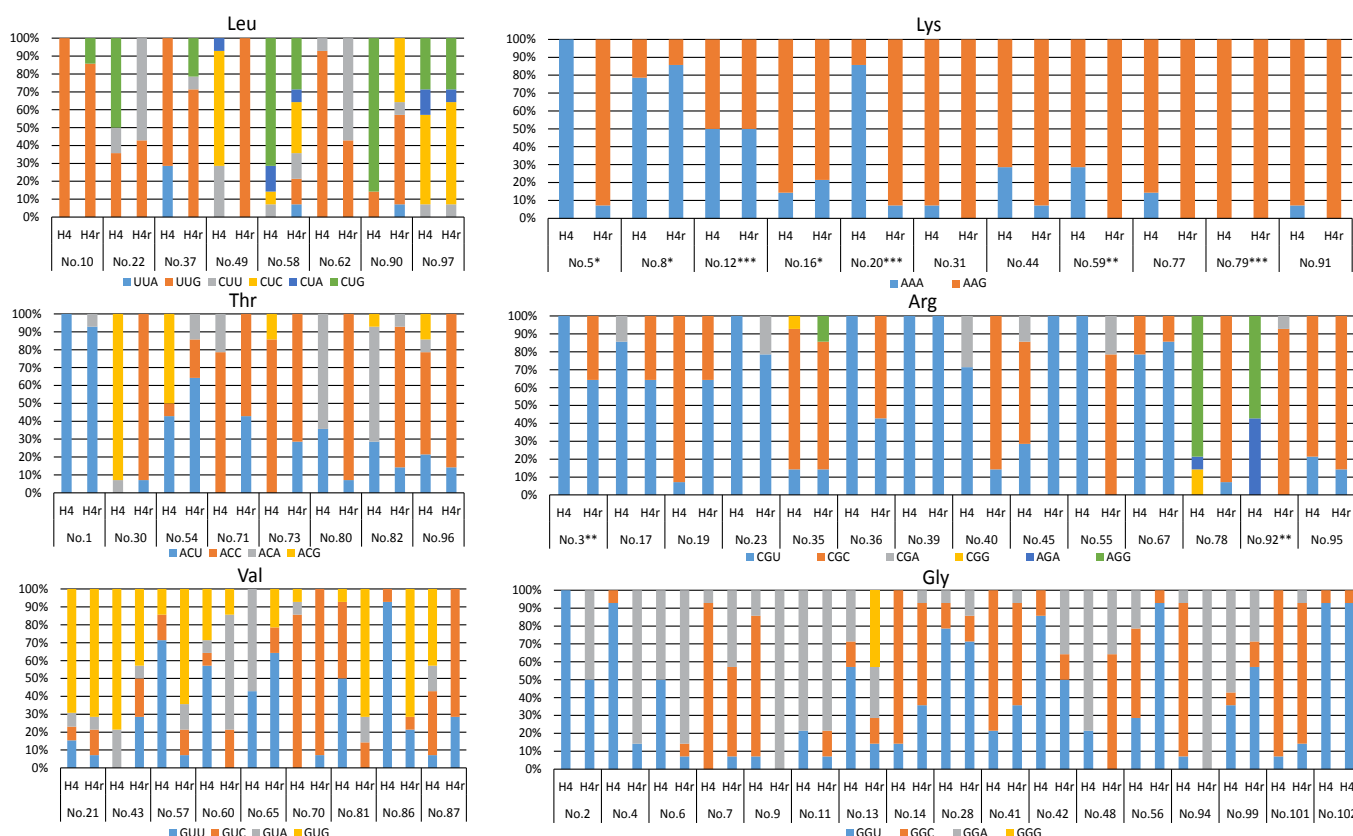 Leu
100%
90%
80%
70%
60%
50%
40%
30%
20%
10%
0%
H4 H4r H4 H4r H4 H4r H4 H4r H4 H4r H4 H4r H4 H4r H4 H4r
No.10 No.22 No.37 No.49 No.58 No.62 No.90 No.97
UUA UUG CUU CUC CUA CUG
Lys
100%
90%
80%
70%
60%
50%
40%
30%
20%
10%
0%
H4 H4r H4 H4r H4 H4r H4 H4r H4 H4r H4 H4r H4 H4r H4 H4r H4 H4r H4 H4r H4 H4r
No.5* No.8* No.12*** No.16* No.20*** No.31 No.44 No.59** No.77 No.79*** No.91
AAA AAG
Thr
100%
90%
80%
70%
60%
50%
40%
30%
20%
10%
0%
H4 H4r H4 H4r H4 H4r H4 H4r H4 H4r H4 H4r H4 H4r H4 H4r
No.1 No.30 No.54 No.71 No.73 No.80 No.82 No.96
ACU ACC ACA ACG
Arg
100%
90%
80%
70%
60%
50%
40%
30%
20%
10%
0%
H4 H4r H4 H4r H4 H4r H4 H4r H4 H4r H4 H4r H4 H4r H4 H4r H4 H4r H4 H4r H4 H4r H4 H4r H4 H4r H4 H4r
No.3** No.17 No.19 No.23 No.35 No.36 No.39 No.40 No.45 No.55 No.67 No.78 No.92** No.95
CGU CGC CGA CGG AGA AGG
Val
100%
90%
80%
70%
60%
50%
40%
30%
20%
10%
0%
H4 H4r H4 H4r H4 H4r H4 H4r H4 H4r H4 H4r H4 H4r H4 H4r H4 H4r
No.21 No.43 No.57 No.60 No.65 No.70 No.81 No.86 No.87
GUU GUC GUA GUG
Gly
100%
90%
80%
70%
60%
50%
40%
30%
20%
10%
0%
H4 H4r H4 H4r H4 H4r H4 H4r H4 H4r H4 H4r H4 H4r H4 H4r H4 H4r H4 H4r H4 H4r H4 H4r H4 H4r H4 H4r H4 H4r H4 H4r H4 H4r
No.2 No.4 No.6 No.7 No.9 No.11 No.13 No.14 No.28 No.41 No.42 No.48 No.56 No.94 No.99 No.101 No.102
GGU GGC GGA GGG